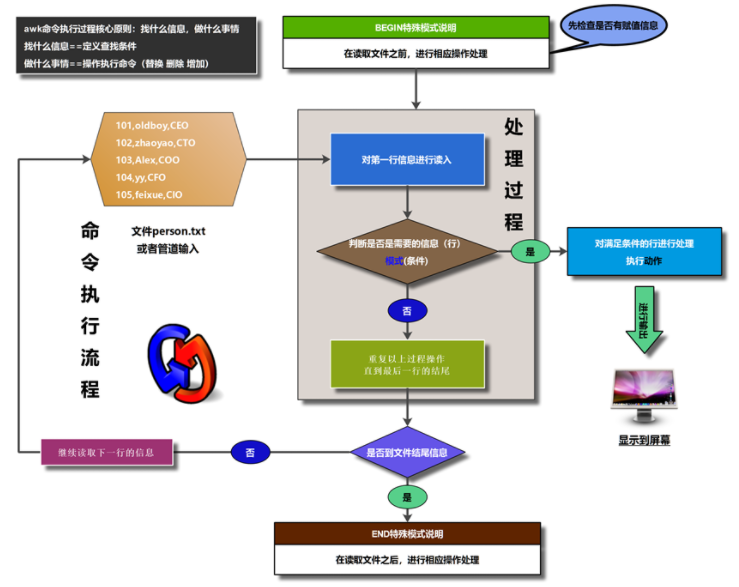 awk命令执行过程核心原则：找什么信息，做什么事情
找什么信息==定义查找条件
做什么事情==操作执行命令（替换 删除 增加）
BEGIN特殊模式说明
在读取文件之前，进行相应操作处理
先检查是否有赋值信息
101,oldboy,CEO
102,zhaoyao,CTO
103,Alex,COO
104,yy,CFO
105,feixue,CIO
文件person.txt
或者管道输入
命令执行流程
处理过程
对第一行信息进行读入
判断是否是需要的信息（行）
模式(条件)
是
对满足条件的行进行处理
执行动作
进行输出
显示到屏幕
否
重复以上过程操作
直到最后一行的结尾
是否到文件结尾信息
否
继续读取下一行的信息
是
END特殊模式说明
在读取文件之后，进行相应操作处理